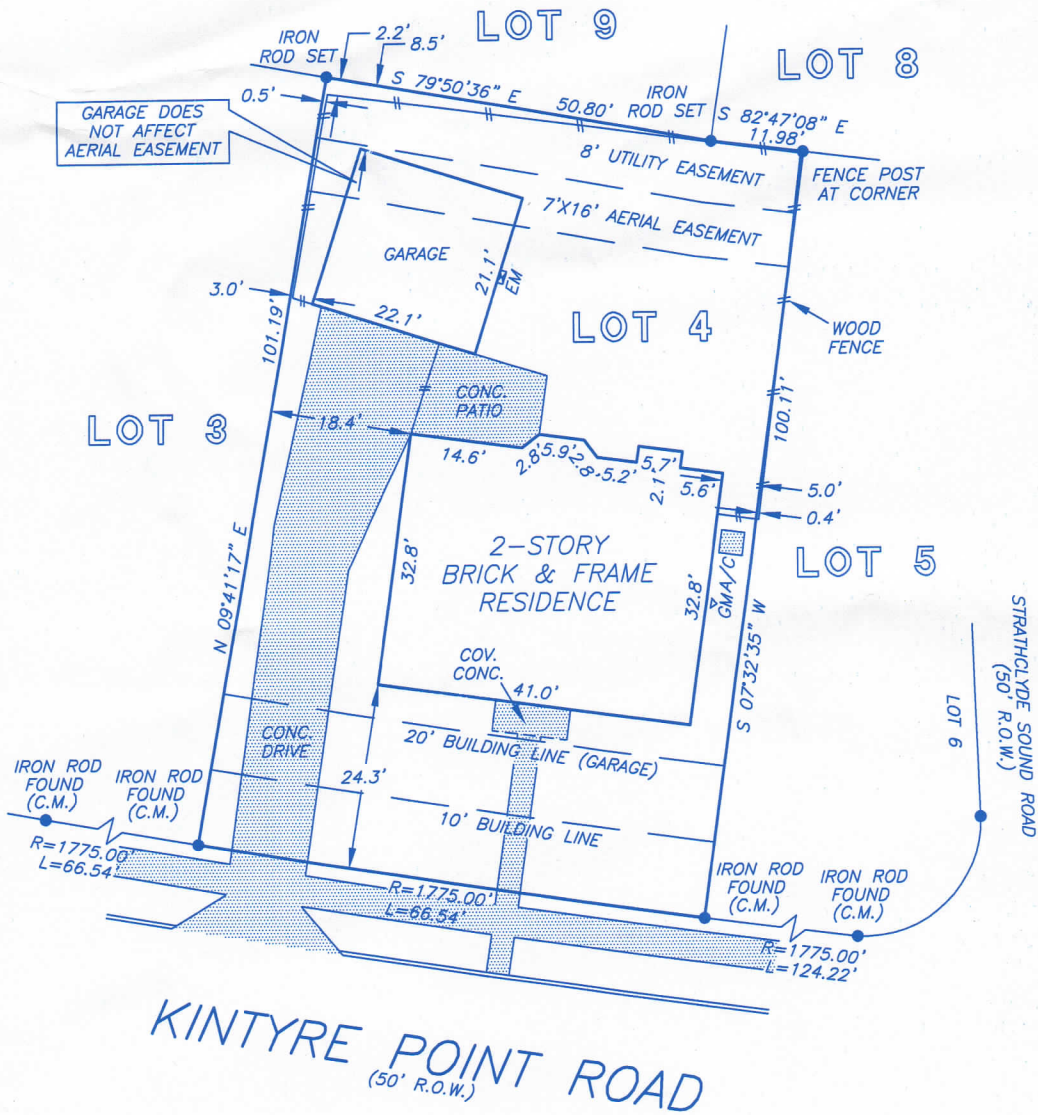 LOT 9
LOT 8
IRON
ROD SET
2.2'
8.5'
S 79°50'36" E
50.80'
IRON
ROD SET
S 82°47'08" E
11.98'
0.5'
GARAGE DOES
NOT AFFECT
AERIAL EASEMENT
8' UTILITY EASEMENT
FENCE POST
AT CORNER
7'X16' AERIAL EASEMENT
GARAGE
21.1'
EM
3.0'
22.1'
101.19'
LOT 4
WOOD
FENCE
CONC.
PATIO
100.11'
LOT 3
18.4'
14.6'
2.8'
5.9'
2.8'
5.2'
5.7'
2.1'
5.6'
5.0'
0.4'
2-STORY
BRICK & FRAME
RESIDENCE
32.8'
32.8'
GM
A/C
LOT 5
N 09°41'17" E
S 07°32'35" W
STRATHCLYDE SOUND ROAD
(50' R.O.W.)
LOT 6
COV.
CONC.
41.0'
CONC.
DRIVE
20' BUILDING LINE (GARAGE)
24.3'
10' BUILDING LINE
IRON ROD
FOUND
(C.M.)
IRON ROD
FOUND
(C.M.)
R=1775.00'
L=66.54'
R=1775.00'
L=66.54'
IRON ROD
FOUND
(C.M.)
IRON ROD
FOUND
(C.M.)
R=1775.00'
L=124.22'
KINTYRE POINT ROAD
(50' R.O.W.)